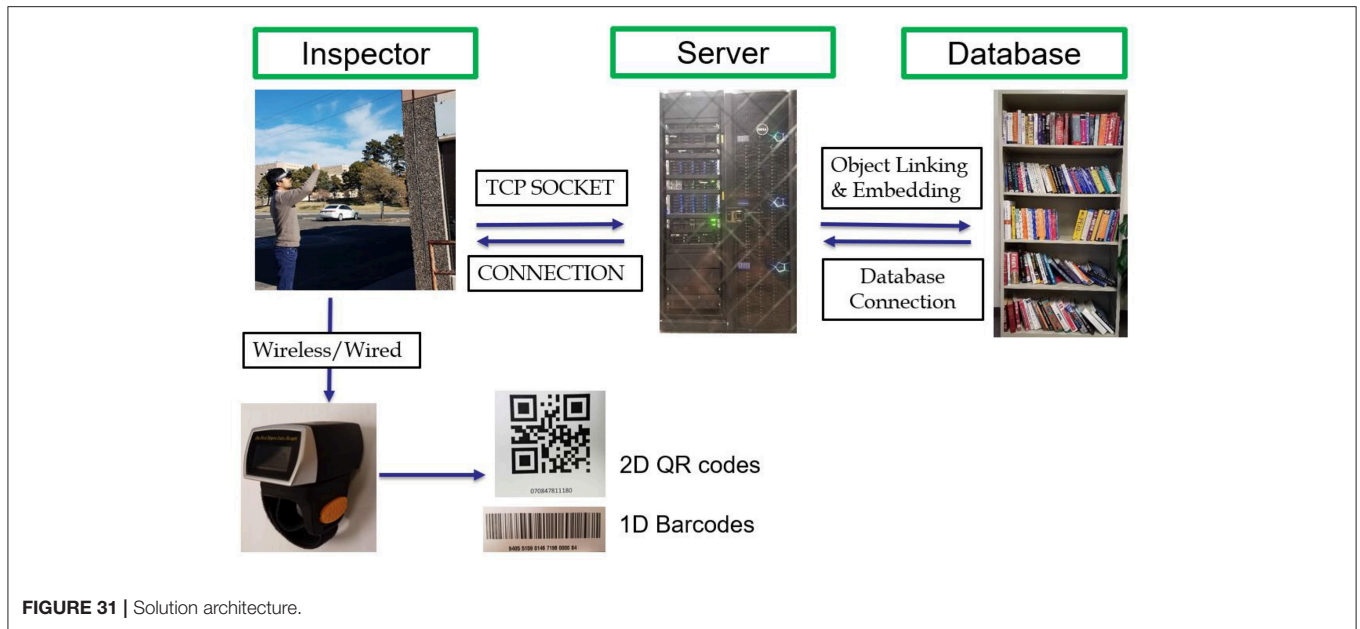 Inspector
Server
Database
TCP SOCKET
CONNECTION
Object Linking
& Embedding
Database
Connection
Wireless/Wired
070847811180
2D QR codes
1D Barcodes
FIGURE 31 | Solution architecture.